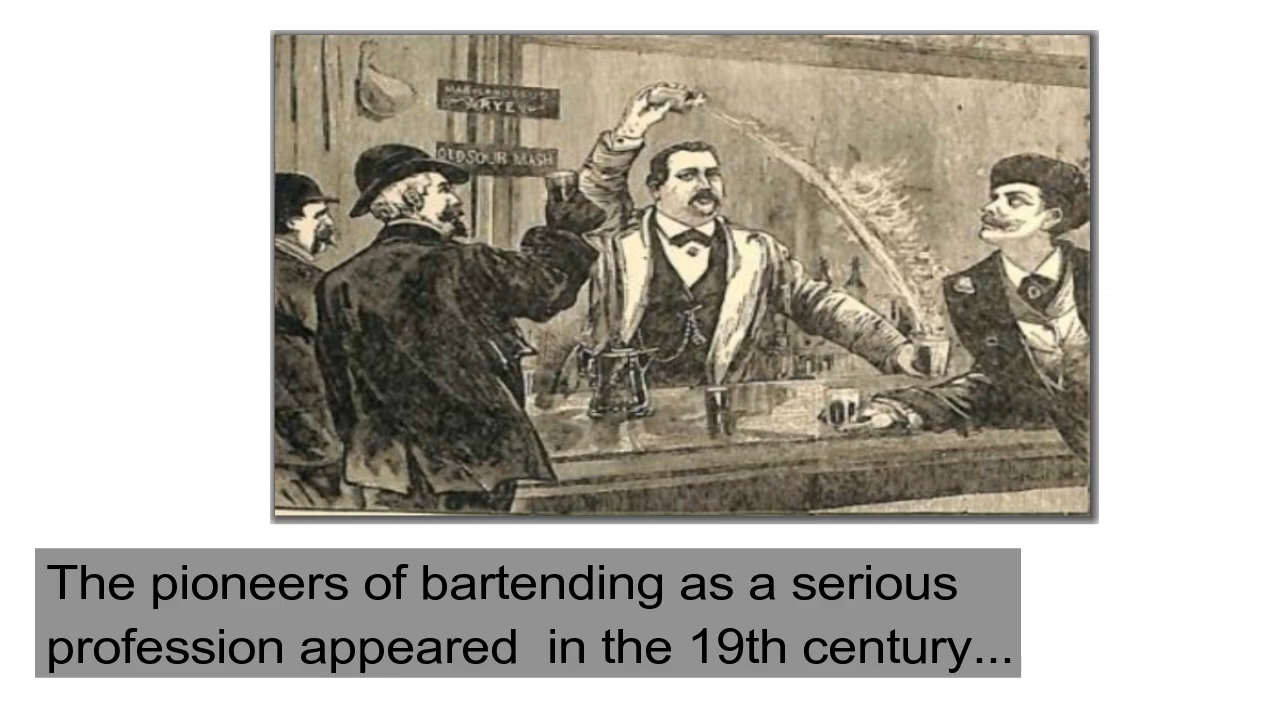 RYE
OLD SOUR MASH
The pioneers of bartending as a serious
profession appeared  in the 19th century...